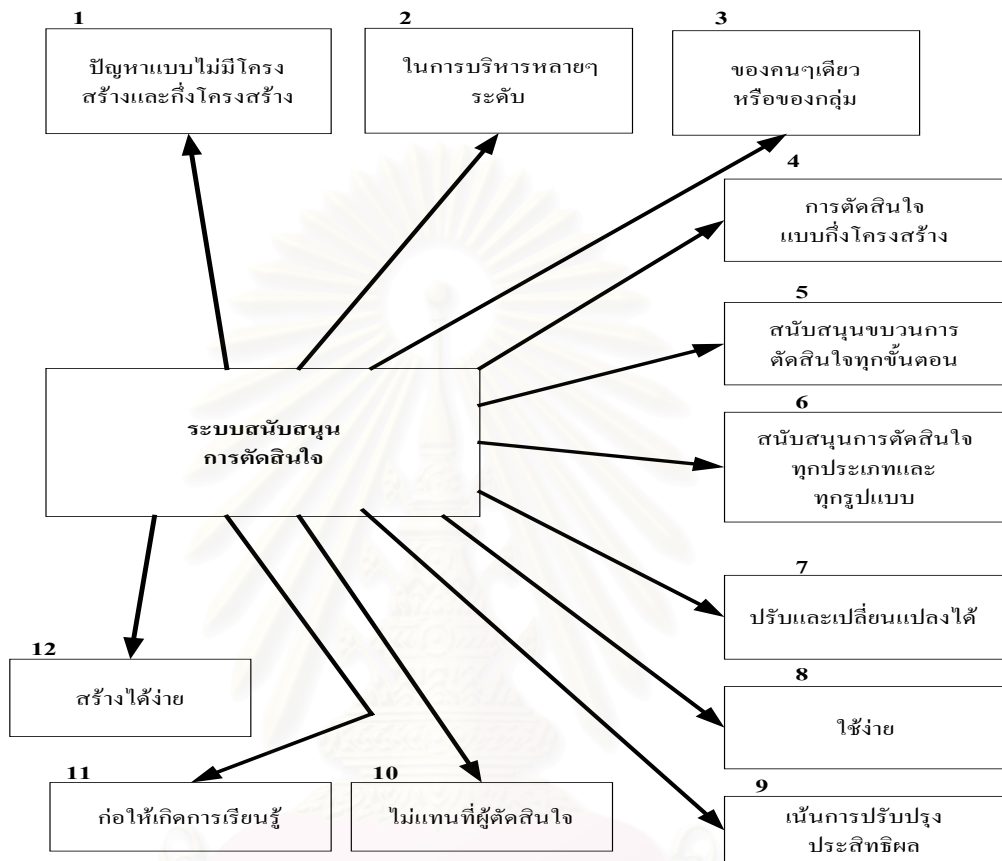 1
ปัญหาแบบไม่มีโครง
สร้างและกึ่งโครงสร้าง
2
ในการบริหารหลายๆ
ระดับ
3
ของคนๆเดียว
หรือของกลุ่ม
4
การตัดสินใจ
แบบกึ่งโครงสร้าง
5
สนับสนุนขบวนการ
ตัดสินใจทุกขั้นตอน
ระบบสนับสนุน
การตัดสินใจ
6
สนับสนุนการตัดสินใจ
ทุกประเภทและ
ทุกรูปแบบ
7
ปรับและเปลี่ยนแปลงได้
8
ใช้ง่าย
9
เน้นการปรับปรุง
ประสิทธิผล
10
ไม่แทนที่ผู้ตัดสินใจ
11
ก่อให้เกิดการเรียนรู้
12
สร้างได้ง่าย